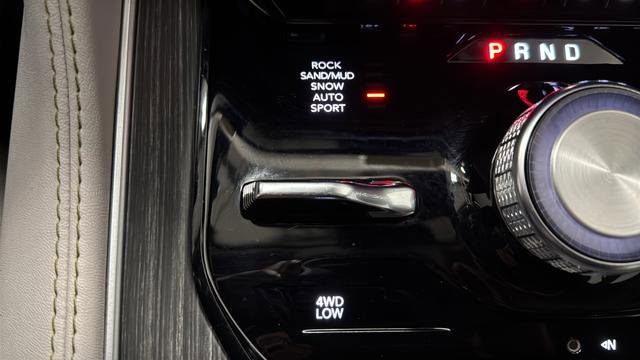 PRND
ROCK
SAND/MUD
SNOW
AUTO
SPORT
4WD
LOW
N